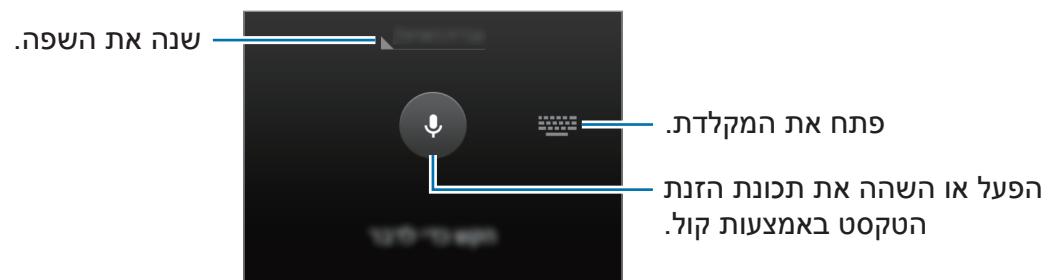 שנה את השפה.
פתח את המקלדת.
הפעל או השהה את תכונת הזנת
הטקסט באמצעות קול.